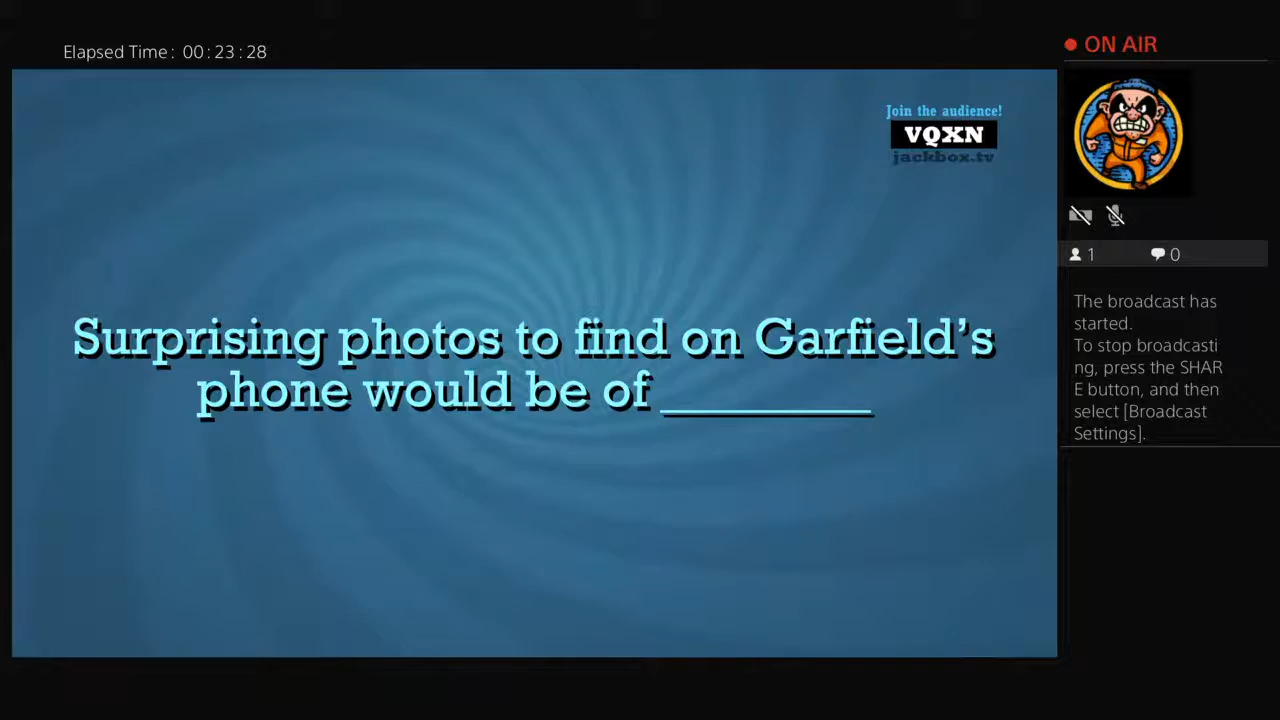 Elapsed Time: 00:23:28
ON AIR
Join the audience!
VQXN
jackbox.tv
1
0
Surprising photos to find on Garfield's
phone would be of ________
The broadcast has
started.
To stop broadcasti
ng, press the SHAR
E button, and then
select [Broadcast
Settings].